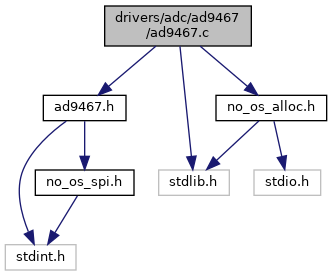 drivers/adc/ad9467
/ad9467.c
ad9467.h
no_os_alloc.h
no_os_spi.h
stdlib.h
stdio.h
stdint.h